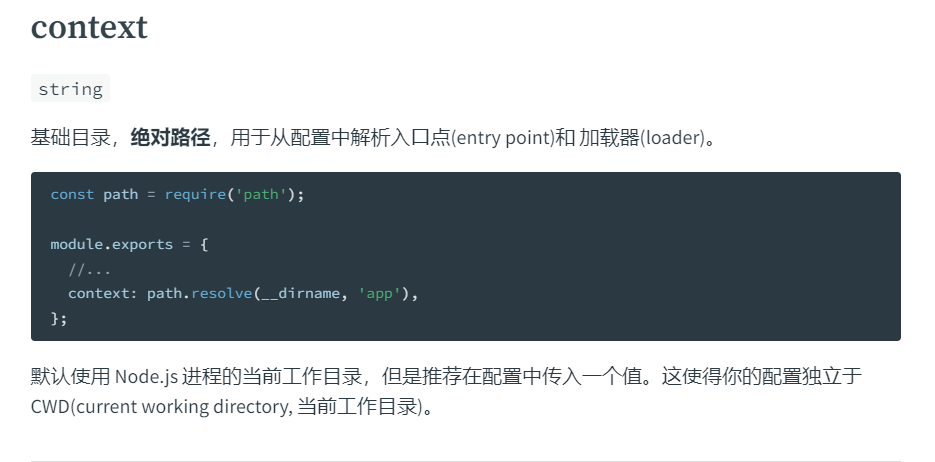 context
string
基础目录，绝对路径，用于从配置中解析入口点(entry point)和 加载器(loader)。
const path = require('path');
module.exports = {
  //...
  context: path.resolve(__dirname, 'app'),
};
默认使用 Node.js 进程的当前工作目录，但是推荐在配置中传入一个值。这使得你的配置独立于
CWD(current working directory, 当前工作目录)。